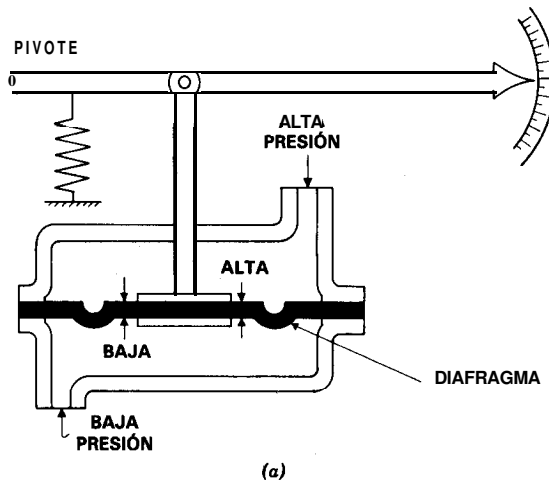 PIVOTE
0
ALTA
PRESIÓN
ALTA
BAJA
DIAFRAGMA
BAJA
PRESIÓN
(a)